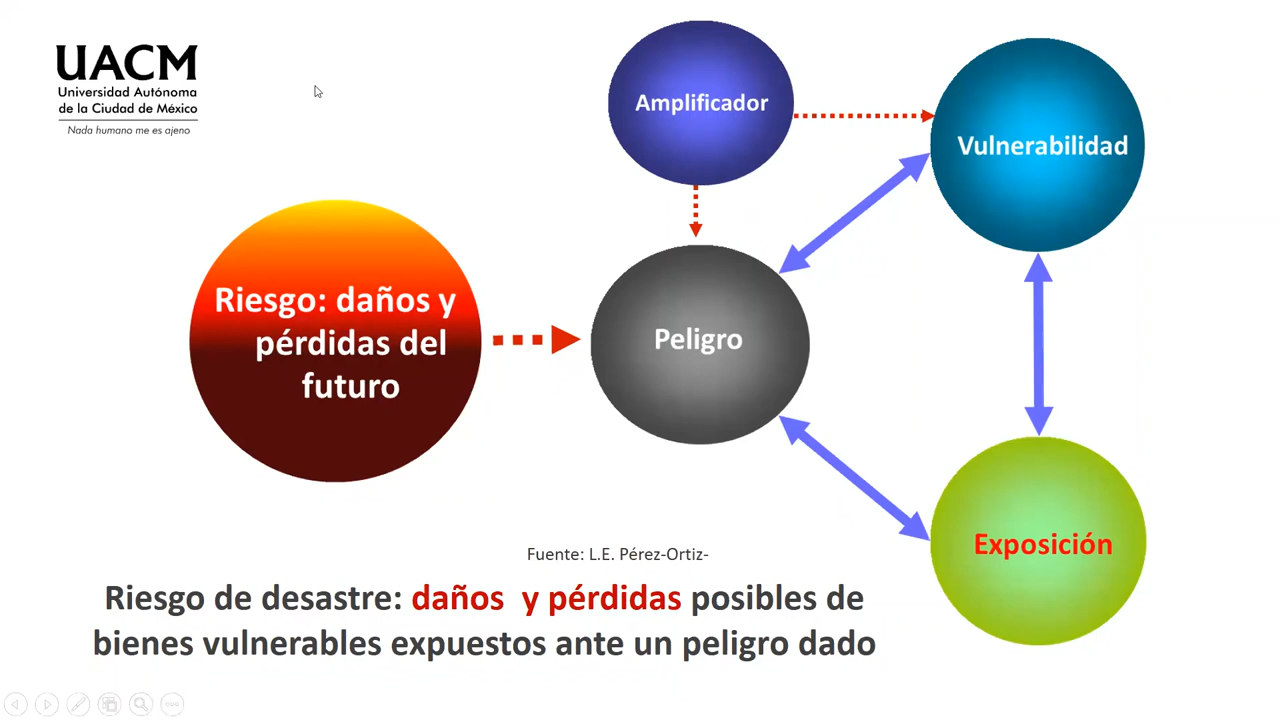 UACM
Universidad Autónoma
de la Ciudad de México
Nada humano me es ajeno
Amplificador
Vulnerabilidad
Riesgo: daños y
pérdidas del
futuro
Peligro
Exposición
Fuente: L.E. Pérez-Ortiz-
Riesgo de desastre: daños  y pérdidas posibles de
bienes vulnerables expuestos ante un peligro dado